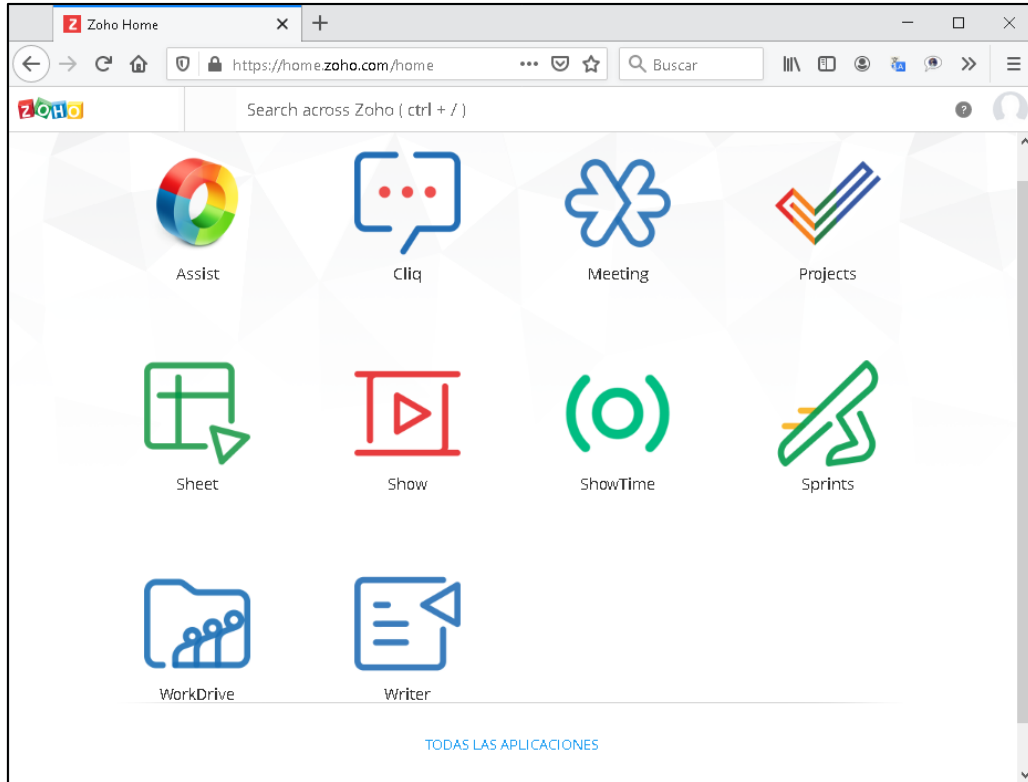 Zoho Home
https://home.zoho.com/home
Buscar
ZOHO
Search across Zoho ( ctrl + / )
Assist Cliq Meeting Projects
Sheet Show ShowTime Sprints
WorkDrive Writer
TODAS LAS APLICACIONES